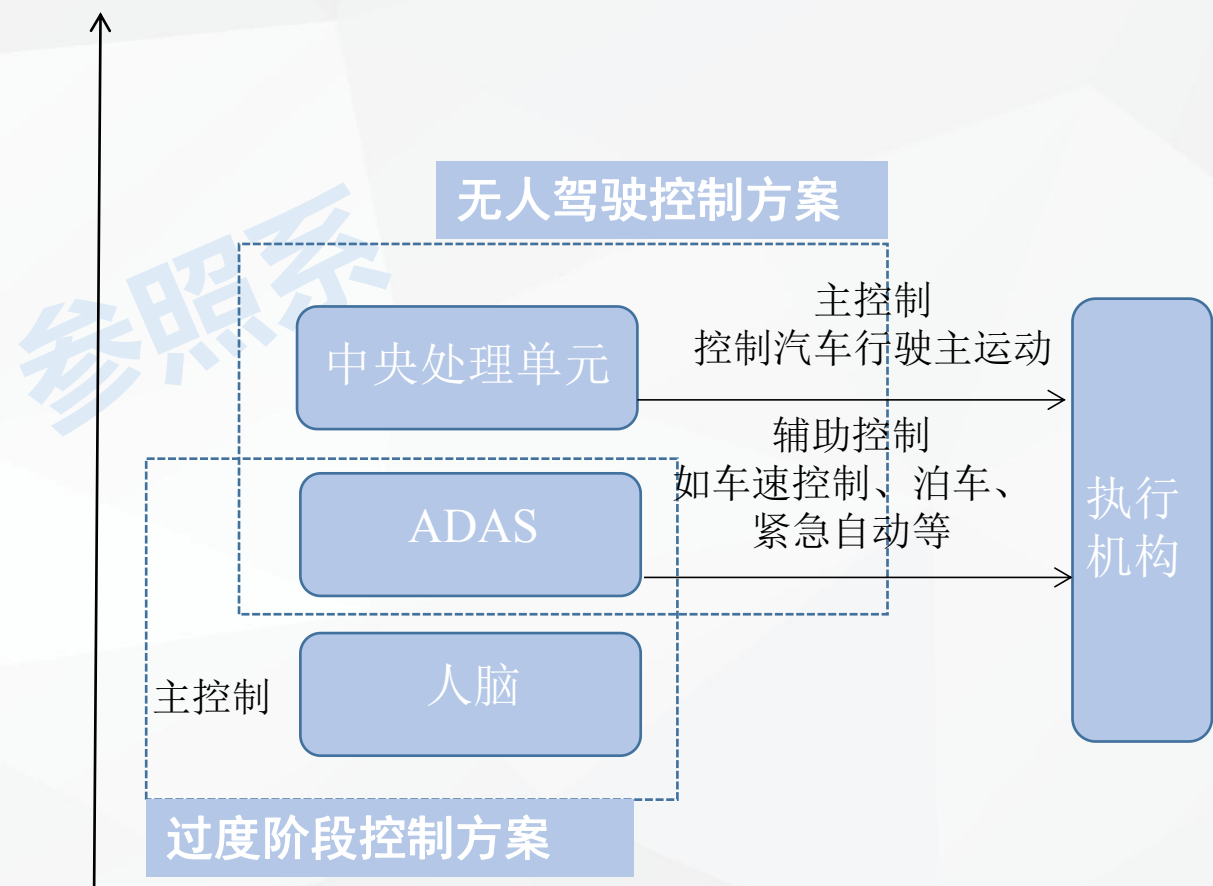 无人驾驶控制方案
参照系
中央处理单元
主控制
控制汽车行驶主运动
辅助控制
如车速控制、泊车、
紧急自动等
ADAS
执行
机构
人脑
主控制
过度阶段控制方案